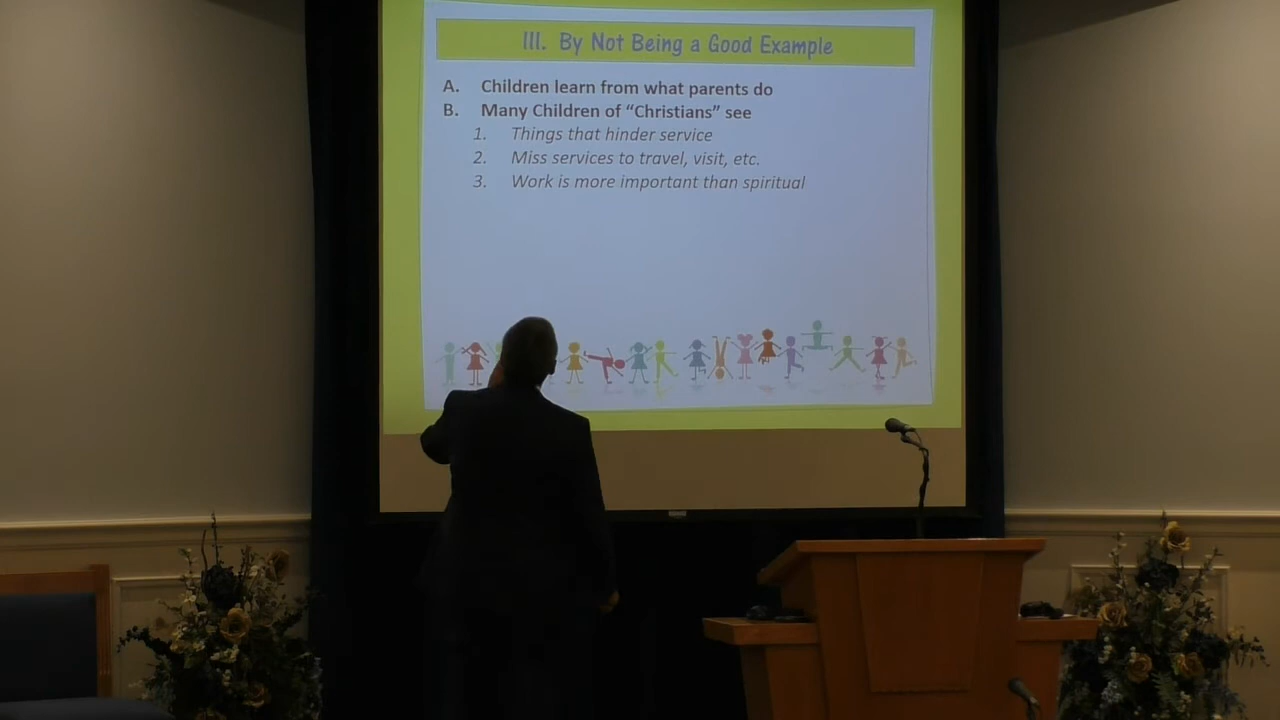 III. By Not Being a Good Example
A. Children learn from what parents do
B. Many Children of “Christians” see
1. Things that hinder service
2. Miss services to travel, visit, etc.
3. Work is more important than spiritual